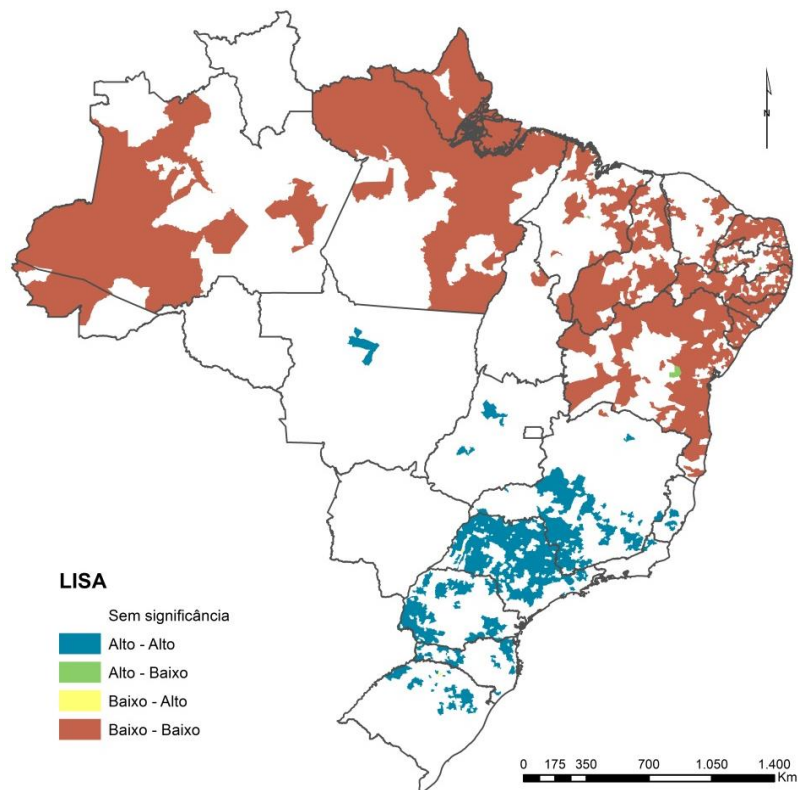 N
LISA
Sem significância
Alto - Alto
Alto - Baixo
Baixo - Alto
Baixo - Baixo
0 175 350 700 1.050 1.400
Km